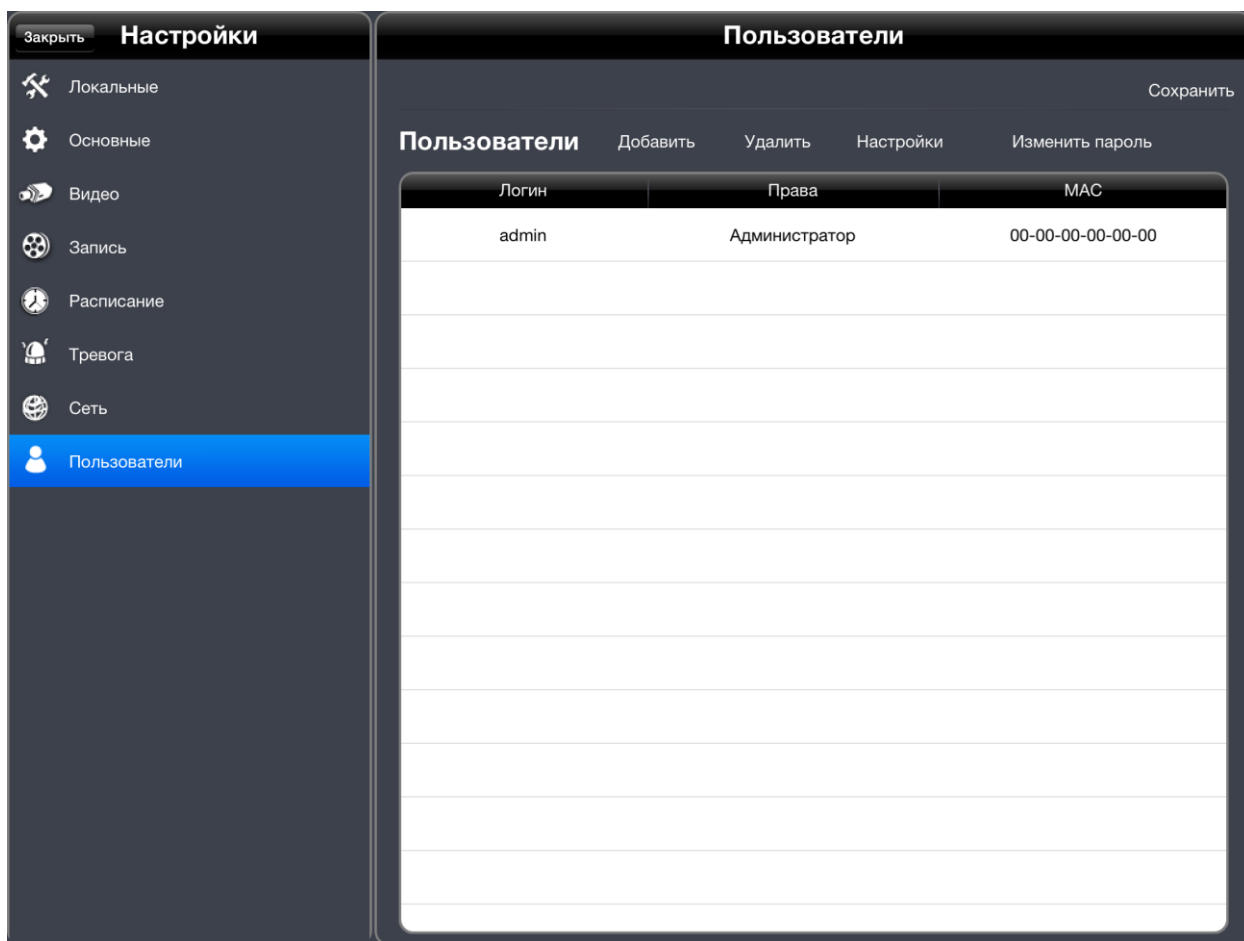 Закрыть Настройки
Пользователи
Локальные
Сохранить
Основные
Пользователи Добавить Удалить Настройки Изменить пароль
Видео
Логин Права MAC
admin Администратор 00-00-00-00-00-00
Запись
Расписание
Тревога
Сеть
Пользователи